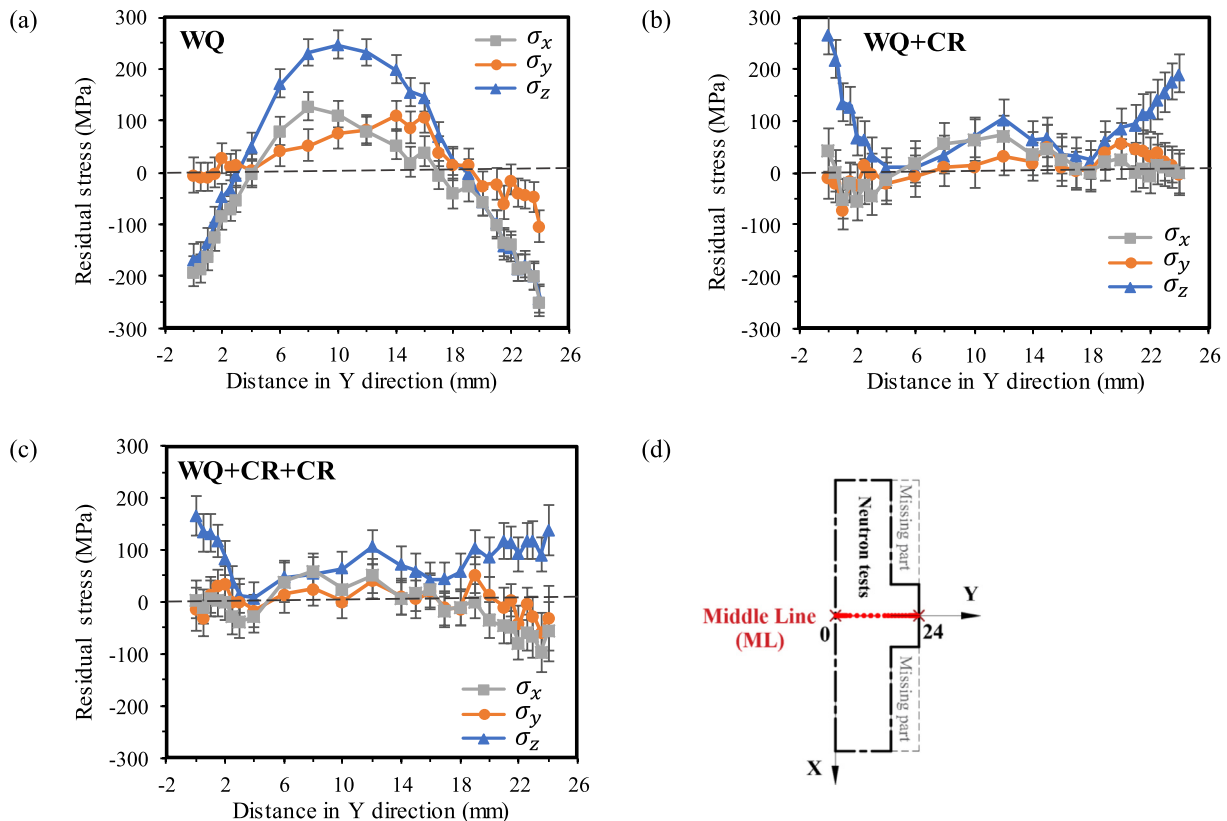 (a)
WQ
σx
σy
σz
300
200
100
0
-100
-200
-300
-2 2 6 10 14 18 22 26
Residual stress (MPa)
Distance in Y direction (mm)
(b)
WQ+CR
σx
σy
σz
300
200
100
0
-100
-200
-300
-2 2 6 10 14 18 22 26
Residual stress (MPa)
Distance in Y direction (mm)
(c)
WQ+CR+CR
σx
σy
σz
300
200
100
0
-100
-200
-300
-2 2 6 10 14 18 22 26
Residual stress (MPa)
Distance in Y direction (mm)
(d)
Neutron tests
Missing part
Y
Middle Line
(ML)
0
24
Missing part
X